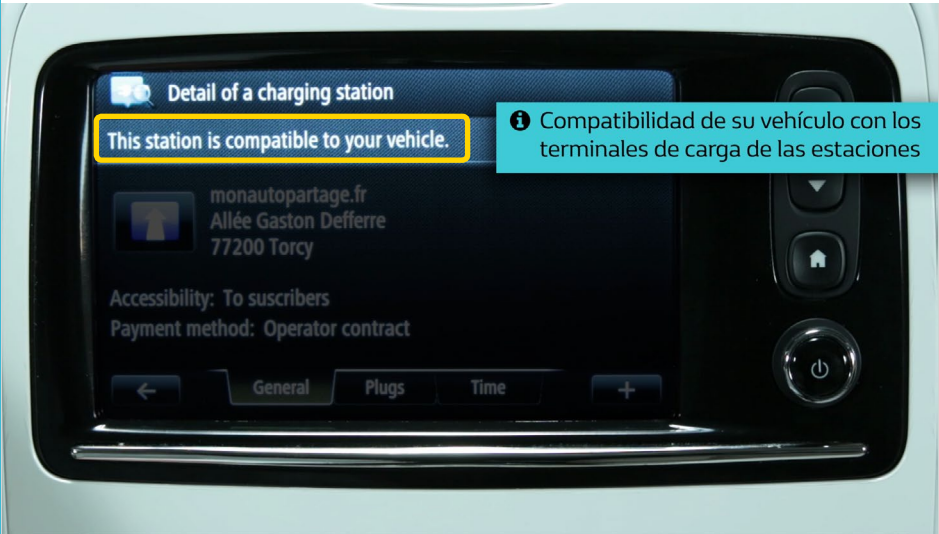 Detail of a charging station
This station is compatible to your vehicle.
Compatibilidad de su vehículo con los
terminales de carga de las estaciones
monautopartage.fr
Allée Gaston Defferre
77200 Torcy
Accessibility: To suscribers
Payment method: Operator contract
General Plugs Time